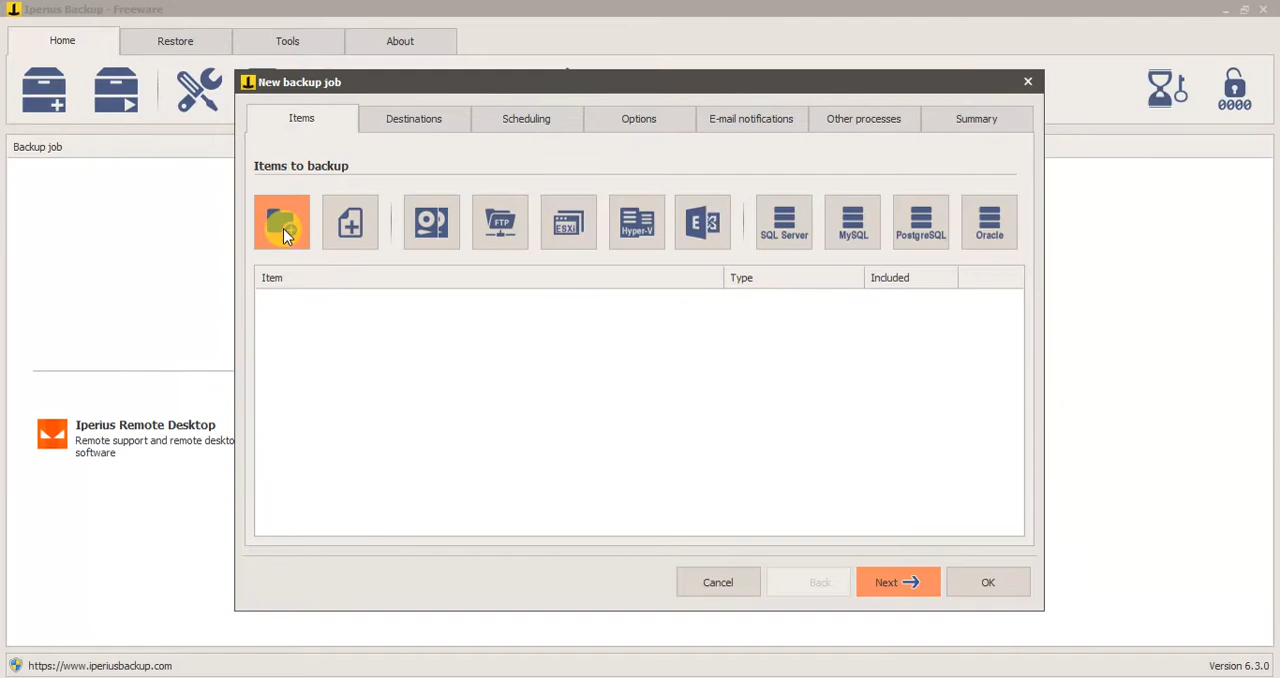 Iperius Backup - Freeware
Home
Restore
Tools
About
0000
Backup job
New backup job
Items
Destinations
Scheduling
Options
E-mail notifications
Other processes
Summary
Items to backup
FTP
ESXi
Hyper-V
E
SQL Server
MySQL
PostgreSQL
Oracle
Item
Type
Included
Iperius Remote Desktop
Remote support and remote deskto
software
Cancel
Back
Next
OK
https://www.iperiusbackup.com
Version 6.3.0